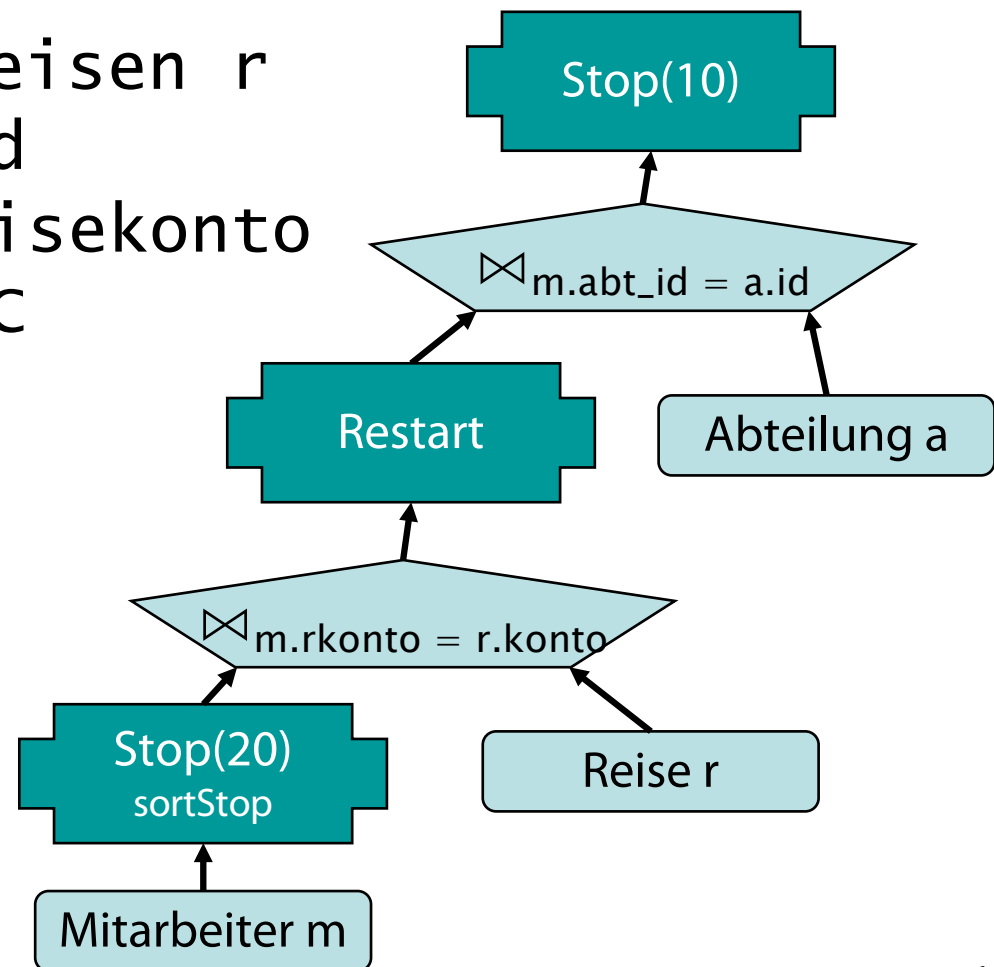 eisen r
d
isekonto
C
Stop(10)
⋈m.abt_id = a.id
Restart
Abteilung a
⋈m.rkonto = r.konto
Stop(20)
sortStop
Reise r
Mitarbeiter m